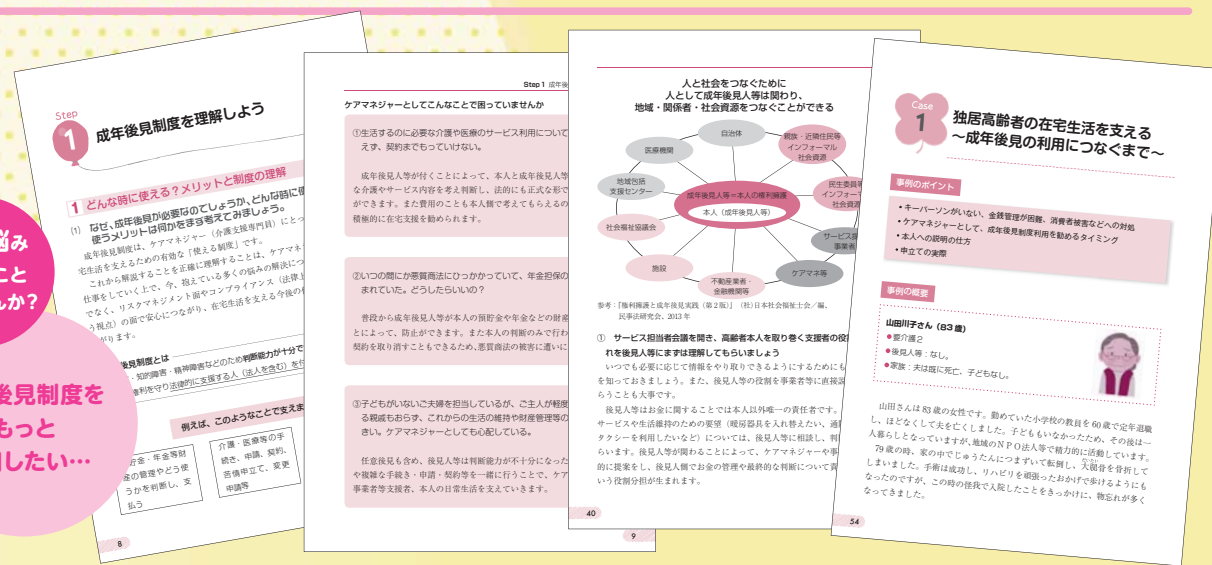 悩み
こと
んか?
後見制度を
もっと
したい…
Step
1
成年後見制度を理解しよう
1 どんな時に使える?メリットと制度の理解
(1) なぜ、成年後見が必要なのでしょうか、どんな時に使
使うメリットは何かをまず考えてみましょう。
成年後見制度は、ケアマネジャー(介護支援専門員)にとっ
宅生活を支えるための有効な「使える制度」です。
これから解説することを正確に理解することは、ケアマネ
仕事をしていく上で、今、抱えている多くの悩みの解決につ
でなく、リスクマネジメント面やコンプライアンス(法律上
う視点)の面で安心につながり、在宅生活を支える今後の
がります。
後見制度とは
・知的障害・精神障害などのため判断能力が十分で
権利を守り法律的に支援する人(法人を含む)を付
例えば、このようなことで支えま
貯金・年金等財
産の管理やどう使
うかを判断し、支
払う
介護・医療等の手
続き、申請、契約、
苦情申立て、変更
申請等
8
Step 1 成年後
ケアマネジャーとしてこんなことで困っていませんか
①生活するのに必要な介護や医療のサービス利用について
えず、契約までもっていけない。
成年後見人等が付くことによって、本人と成年後見人等
な介護やサービス内容を考え判断し、法的にも正式な形で
ができます。また費用のことも本人側で考えてもらえるの
積極的に在宅支援を勧められます。
②いつの間にか悪質商法にひっかかっていて、年金担保の
まれていた。どうしたらいいの?
普段から成年後見人等が本人の預貯金や年金などの財産
とによって、防止ができます。また本人の判断のみで行わ
契約を取り消すこともできるため、悪質商法の被害に遭いに
③子どもがいないご夫婦を担当しているが、ご主人が軽度
る親戚もおらず、これからの生活の維持や財産管理等の
きい。ケアマネジャーとしても心配している。
任意後見も含め、後見人等は判断能力が不十分になった
や複雑な手続き・申請・契約等を一緒に行うことで、ケア
事業者等支援者、本人の日常生活を支えていきます。
9
人と社会をつなぐために
人として成年後見人等は関わり、
地域・関係者・社会資源をつなぐことができる
自治体
親族・近隣住民等
インフォーマル
社会資源
医療機関
地域包括
支援センター
成年後見人等=本人の権利擁護
本人(成年後見人等)
民生委員等
インフォー
社会資源
社会福祉協議会
サービス提
事業者
施設
不動産業者・
金融機関等
ケアマネ等
参考:『権利擁護と成年後見実践(第2版)』(社)日本社会福祉士会/編、
民事法研究会、2013年
① サービス担当者会議を開き、高齢者本人を取り巻く支援者の役割
れを後見人等にまずは理解してもらいましょう
いつでも必要に応じて情報をやり取りできるようにするためにも
を知っておきましょう。また、後見人等の役割を事業者等に直接説
らうことも大事です。
後見人等はお金に関することでは本人以外唯一の責任者です。
サービスや生活維持のための要望(暖房器具を入れ替えたい、通
タクシーを利用したいなど)については、後見人等に相談し、判
らいます。後見人等が関わることによって、ケアマネジャーや事
的に提案をし、後見人側でお金の管理や最終的な判断について責
いう役割分担が生まれます。
40
Case
1
独居高齢者の在宅生活を支える
~成年後見の利用につなぐまで~
事例のポイント
・キーパーソンがいない、金銭管理が困難、消費者被害などへの対処
・ケアマネジャーとして、成年後見制度利用を勧めるタイミング
・本人への説明の仕方
・申立ての実際
事例の概要
山田川子さん(83歳)
●要介護2
●後見人等:なし。
●家族:夫は既に死亡、子どもなし。
山田さんは83歳の女性です。勤めていた小学校の教員を60歳で定年退職
し、ほどなくして夫を亡くしました。子どももいなかったため、その後は一
人暮らしとなっていますが、地域のNPO法人等で精力的に活動しています。
79歳の時、家の中でじゅうたんにつまずいて転倒し、大腿骨を骨折して
しまいました。手術は成功し、リハビリを頑張ったおかげで歩けるようにも
なったのですが、この時の怪我で入院したことをきっかけに、物忘れが多く
なってきました。
54